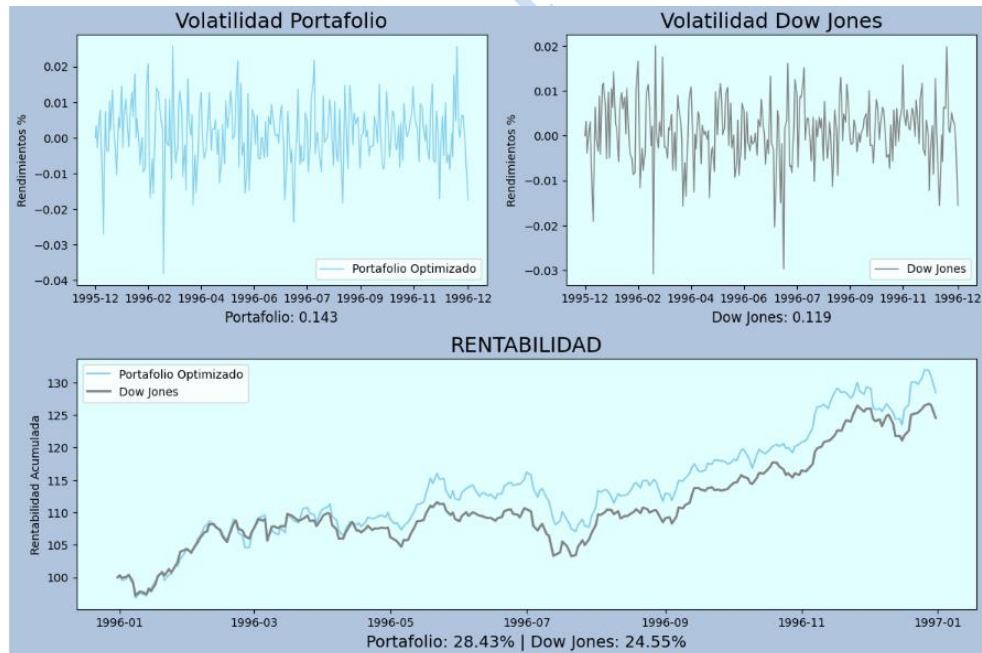 Volatilidad Portafolio
Rendimientos %
0.02
0.01
0.00
−0.01
−0.02
−0.03
−0.04
Portafolio Optimizado
1995-12 1996-02 1996-04 1996-06 1996-07 1996-09 1996-11 1996-12
Portafolio: 0.143
Volatilidad Dow Jones
Rendimientos %
0.02
0.01
0.00
−0.01
−0.02
−0.03
Dow Jones
1995-12 1996-02 1996-04 1996-06 1996-07 1996-09 1996-11 1996-12
Dow Jones: 0.119
RENTABILIDAD
Rentabilidad Acumulada
Portafolio Optimizado
Dow Jones
130
125
120
115
110
105
100
1996-01 1996-03 1996-05 1996-07 1996-09 1996-11 1997-01
Portafolio: 28.43% | Dow Jones: 24.55%